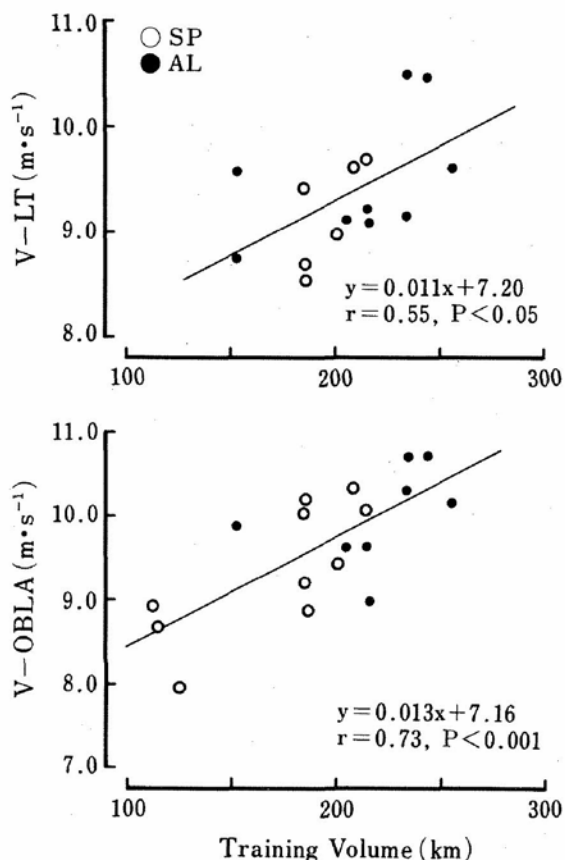 ○ SP
● AL
V－LT (m•s⁻¹)
11.0
10.0
9.0
8.0
y=0.011x+7.20
r=0.55, P<0.05
100 200 300
V－OBLA (m•s⁻¹)
11.0
10.0
9.0
8.0
7.0
y=0.013x+7.16
r=0.73, P<0.001
100 200 300
Training Volume (km)